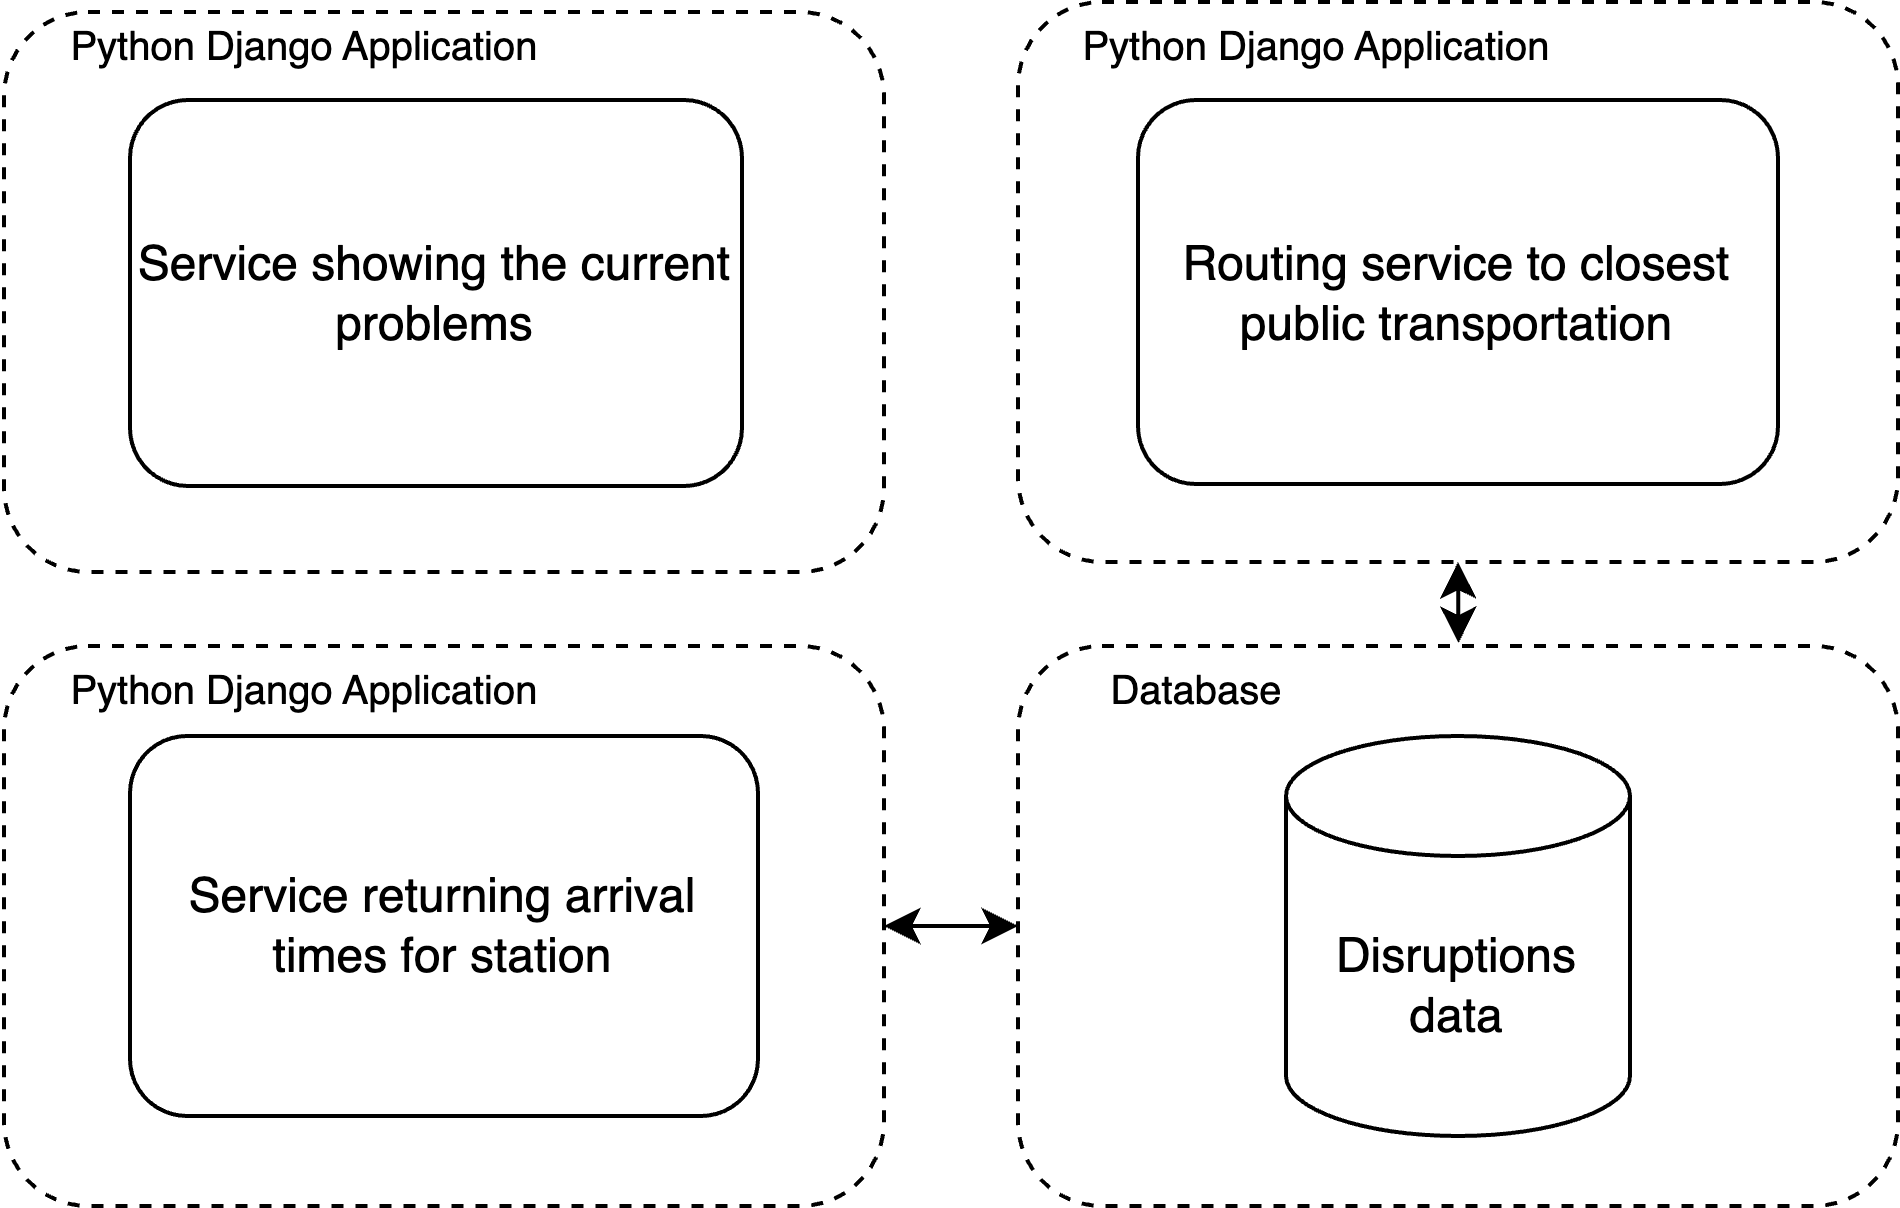 Python Django Application
Service showing the current
problems
Python Django Application
Routing service to closest
public transportation
Python Django Application
Service returning arrival
times for station
Database
Disruptions
data